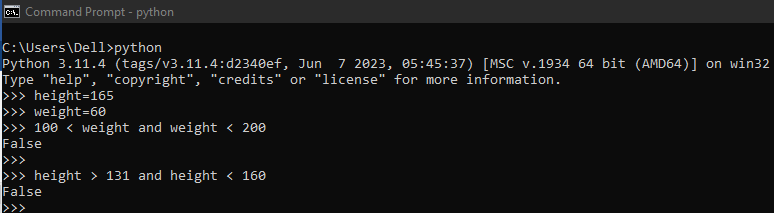 Command Prompt - python
C:\Users\Dell>python
Python 3.11.4 (tags/v3.11.4:d2340ef, Jun  7 2023, 05:45:37) [MSC v.1934 64 bit (AMD64)] on win32
Type "help", "copyright", "credits" or "license" for more information.
>>> height=165
>>> weight=60
>>> 100 < weight and weight < 200
False
>>>
>>> height > 131 and height < 160
False
>>>